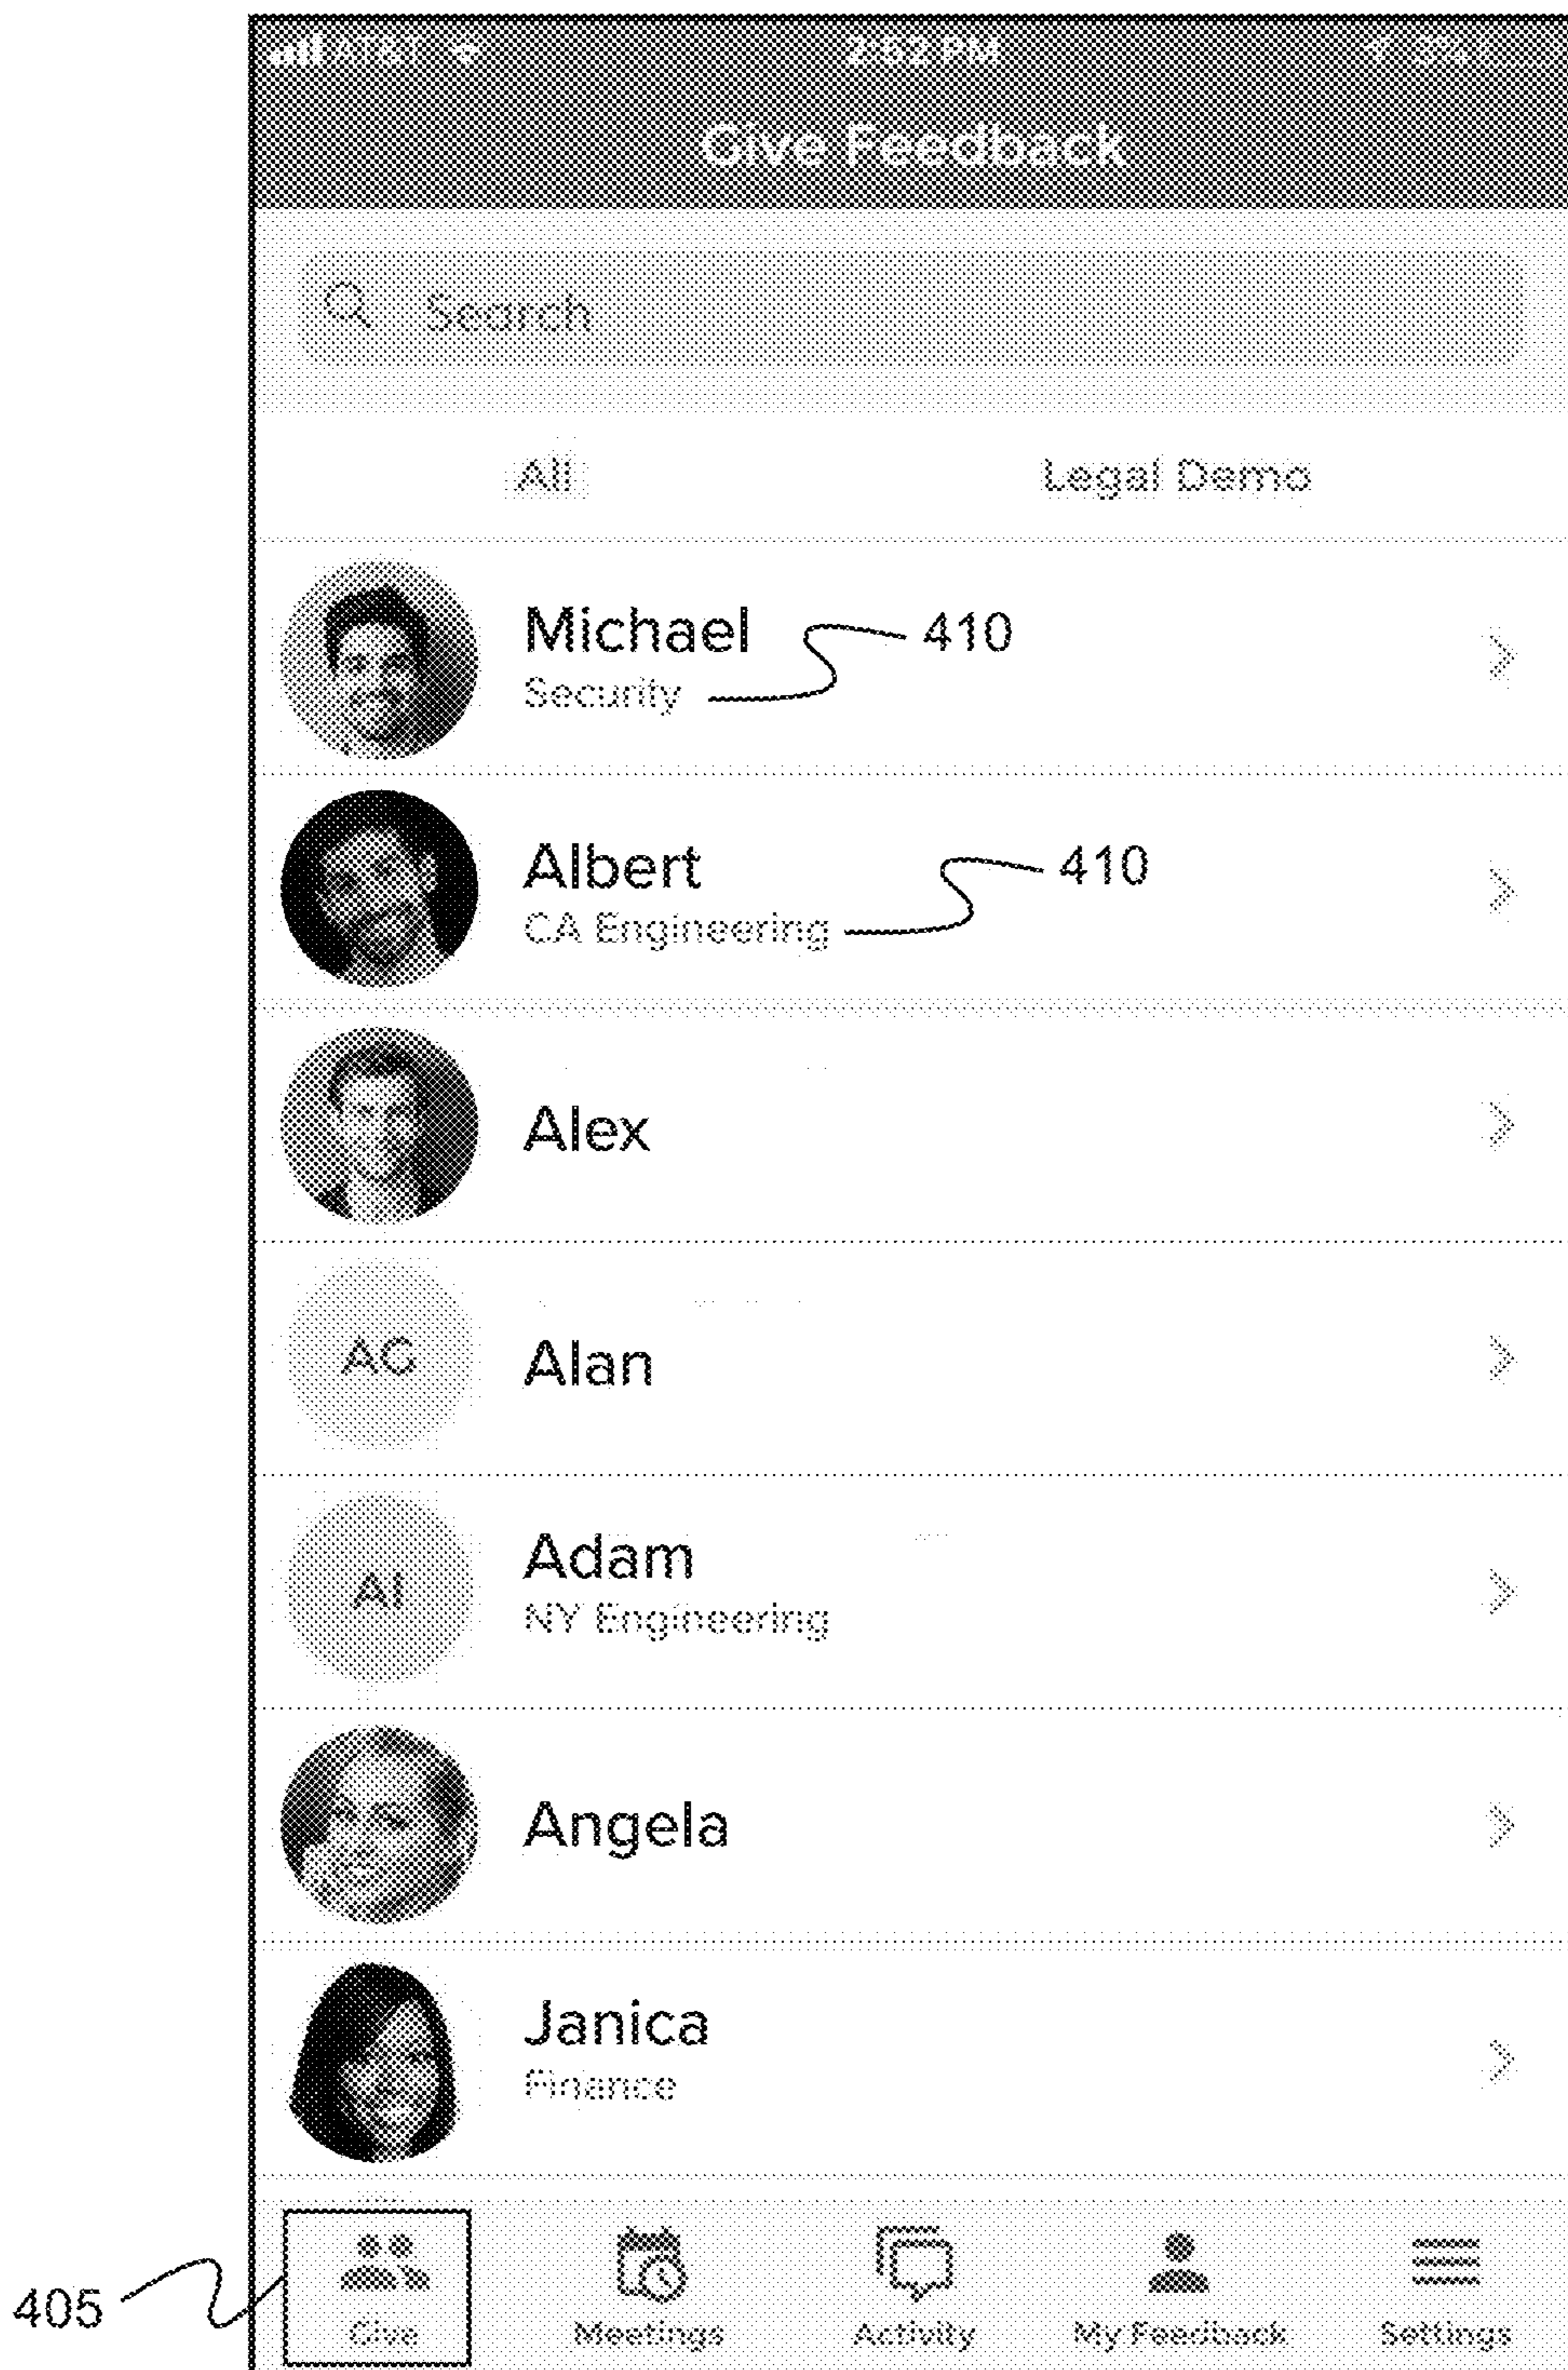 AT&T 2:52 PM
Give Feedback
Search
All Legal Demo
Michael 410
Security
Albert 410
CA Engineering
Alex
AG Alan
AI Adam
NY Engineering
Angela
Janica
Finance
405 Give Meetings Activity My Feedback Settings